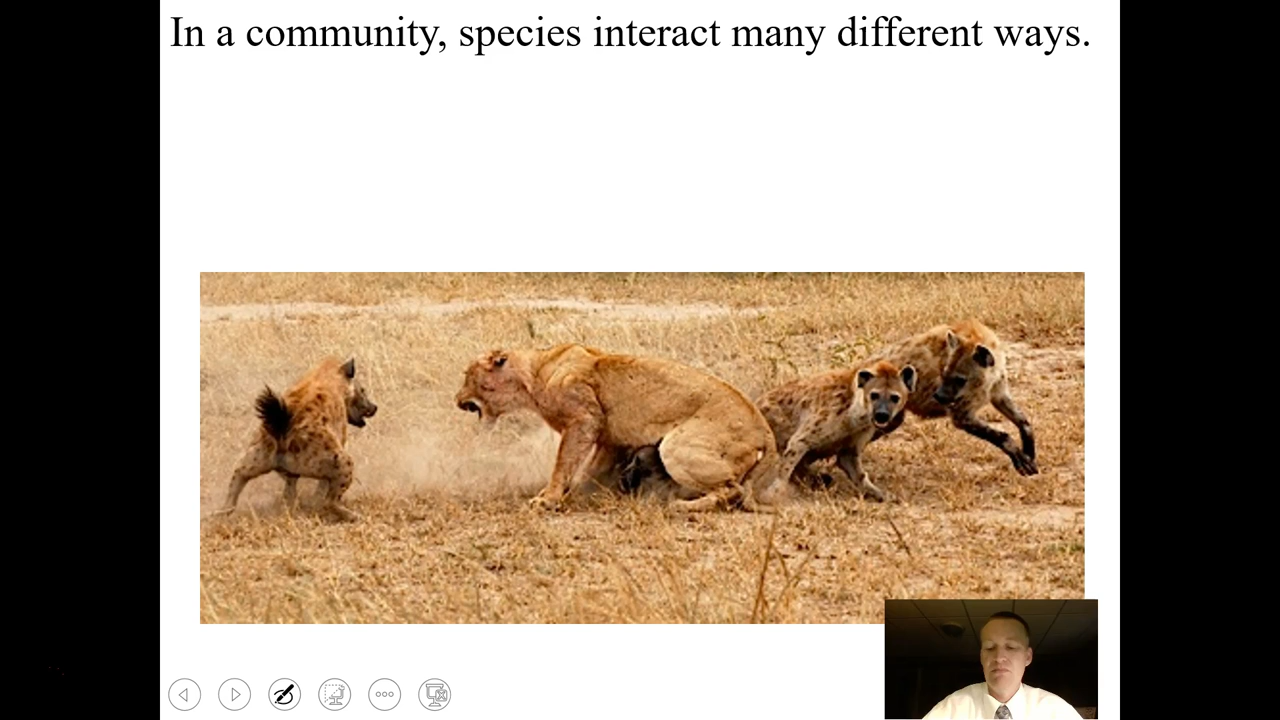 In a community, species interact many different ways.